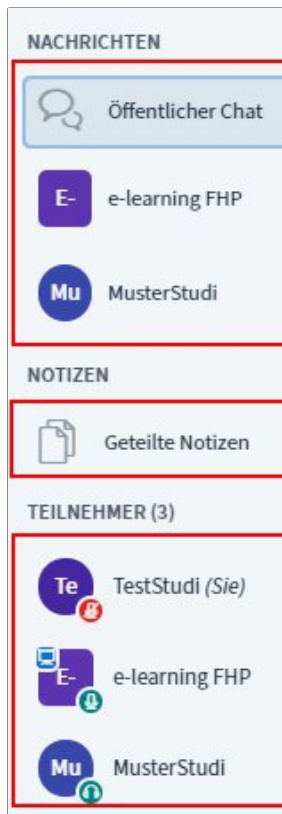 NACHRICHTEN
Öffentlicher Chat
E- e-learning FHP
Mu MusterStudi
NOTIZEN
Geteilte Notizen
TEILNEHMER (3)
Te TestStudi (Sie)
E- e-learning FHP
Mu MusterStudi